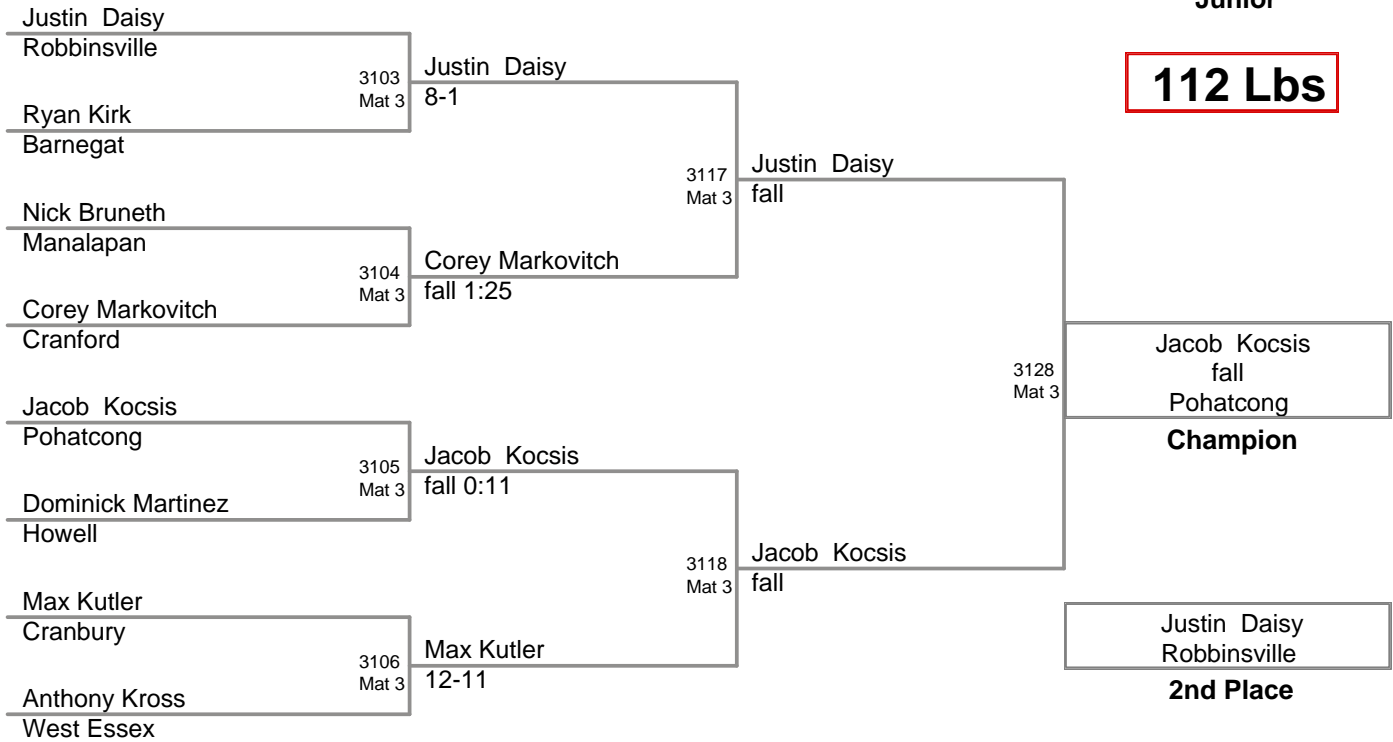 Junior
112 Lbs
Justin Daisy
Robbinsville
Ryan Kirk
Barnegat
Nick Bruneth
Manalapan
Corey Markovitch
Cranford
Jacob Kocsis
Pohatcong
Dominick Martinez
Howell
Max Kutler
Cranbury
Anthony Kross
West Essex
3103
Mat 3
Justin Daisy
8-1
3104
Mat 3
Corey Markovitch
fall 1:25
3105
Mat 3
Jacob Kocsis
fall 0:11
3106
Mat 3
Max Kutler
12-11
3117
Mat 3
Justin Daisy
fall
3118
Mat 3
Jacob Kocsis
fall
3128
Mat 3
Jacob Kocsis
fall
Pohatcong
Champion
Justin Daisy
Robbinsville
2nd Place